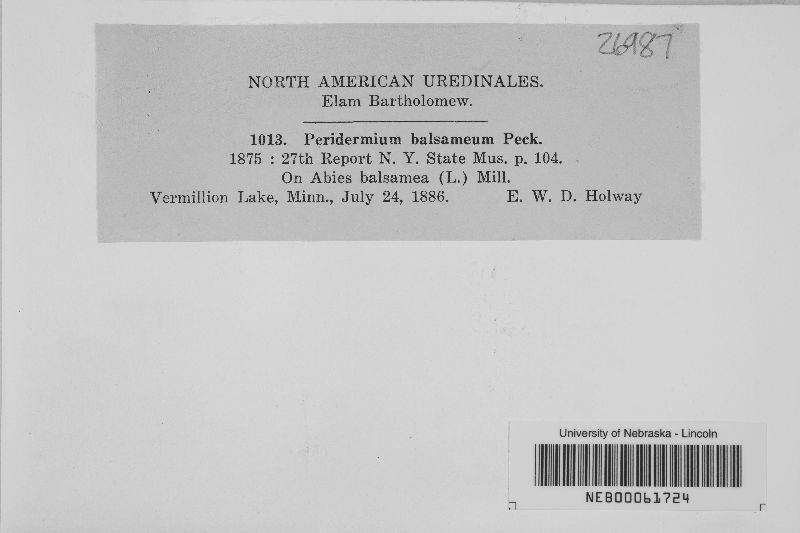 26987
NORTH AMERICAN UREDINALES.
Elam Bartholomew.
1013. Peridermium balsameum Peck.
1875 : 27th Report N. Y. State Mus. p. 104.
On Abies balsamea (L.) Mill.
Vermillion Lake, Minn., July 24, 1886. E. W. D. Holway
University of Nebraska - Lincoln
NEB00061724